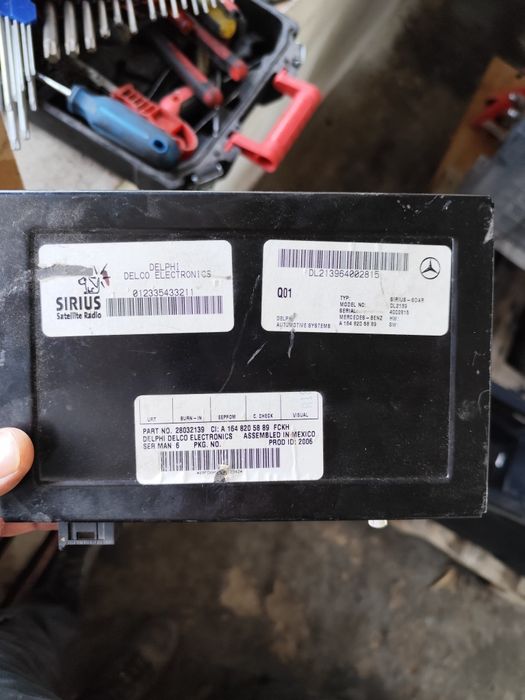 SIRIUS
Satellite Radio
DELPHI
DELCO ELECTRONICS
012335433211
DL213964002815
Q01
DELPHI
AUTOMOTIVE SYSTEMS
TYP: SIRIUS-SDAR
MODEL NO: DL2139
SERIAL: 4002815
MERCEDES-BENZ HW:
A 164 820 58 89 SW:
URT BURN-IN EEPROM C. CHECK VISUAL
PART NO. 28032139 CI: A 164 820 58 89 FCKH
DELPHI DELCO ELECTRONICS ASSEMBLED IN MEXICO
SER MAN 6 PKG. NO. PROD ID: 2006